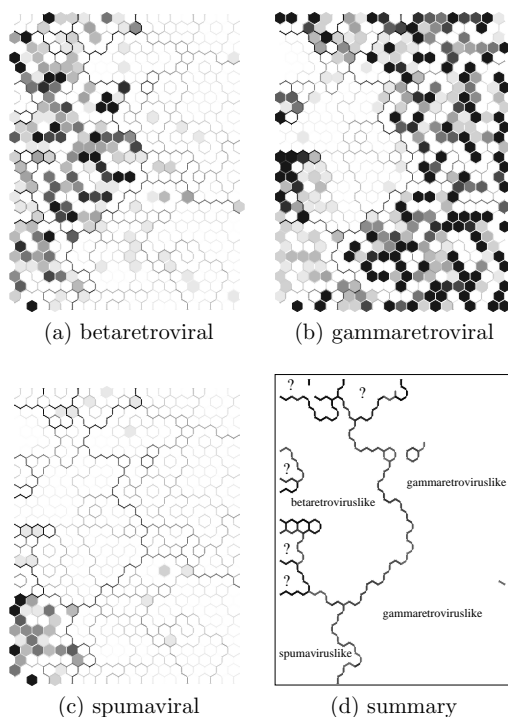 (a) betaretroviral
(b) gammaretroviral
?
?
?
gammaretroviruslike
betaretroviruslike
?
?
gammaretroviruslike
spumaviruslike
(c) spumaviral
(d) summary